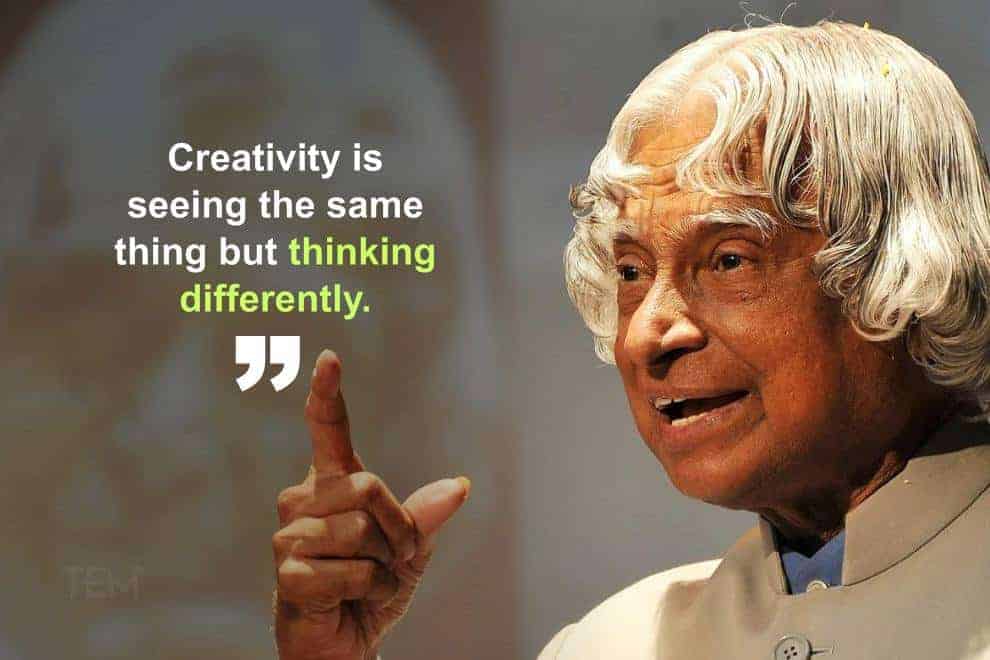 Creativity is
seeing the same
thing but thinking
differently.
”
TEM